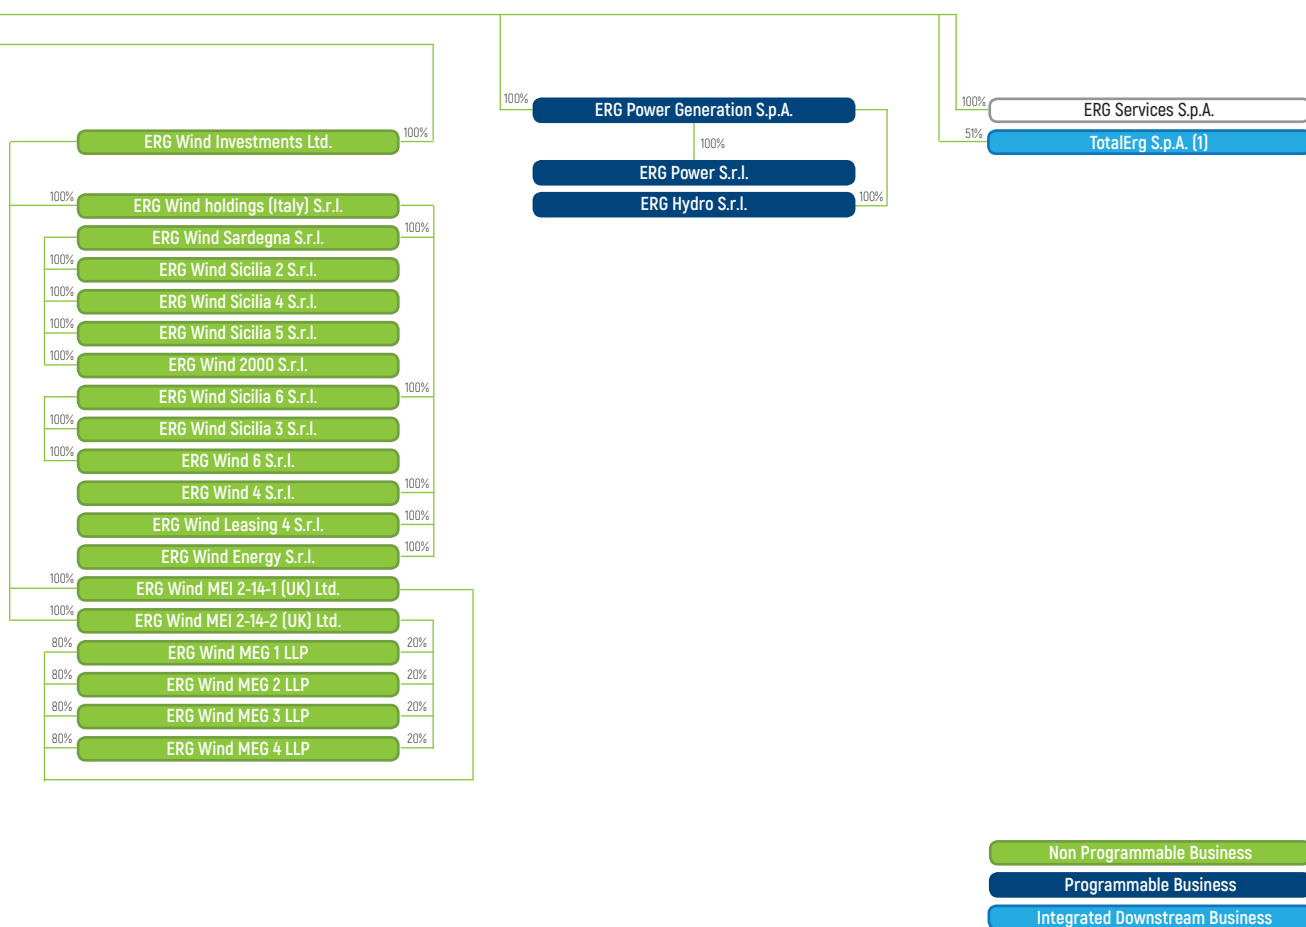 100%
ERG Power Generation S.p.A.
100%
ERG Services S.p.A.
ERG Wind Investments Ltd.
100%
100%
51%
TotalErg S.p.A. (1)
ERG Power S.r.l.
100%
ERG Wind holdings (Italy) S.r.l.
ERG Hydro S.r.l.
100%
ERG Wind Sardegna S.r.l.
100%
100%
ERG Wind Sicilia 2 S.r.l.
100%
ERG Wind Sicilia 4 S.r.l.
100%
ERG Wind Sicilia 5 S.r.l.
100%
ERG Wind 2000 S.r.l.
ERG Wind Sicilia 6 S.r.l.
100%
100%
ERG Wind Sicilia 3 S.r.l.
100%
ERG Wind 6 S.r.l.
ERG Wind 4 S.r.l.
100%
ERG Wind Leasing 4 S.r.l.
100%
ERG Wind Energy S.r.l.
100%
100%
ERG Wind MEI 2-14-1 (UK) Ltd.
100%
ERG Wind MEI 2-14-2 (UK) Ltd.
80%
ERG Wind MEG 1 LLP
20%
80%
ERG Wind MEG 2 LLP
20%
80%
ERG Wind MEG 3 LLP
20%
80%
ERG Wind MEG 4 LLP
20%
Non Programmable Business
Programmable Business
Integrated Downstream Business